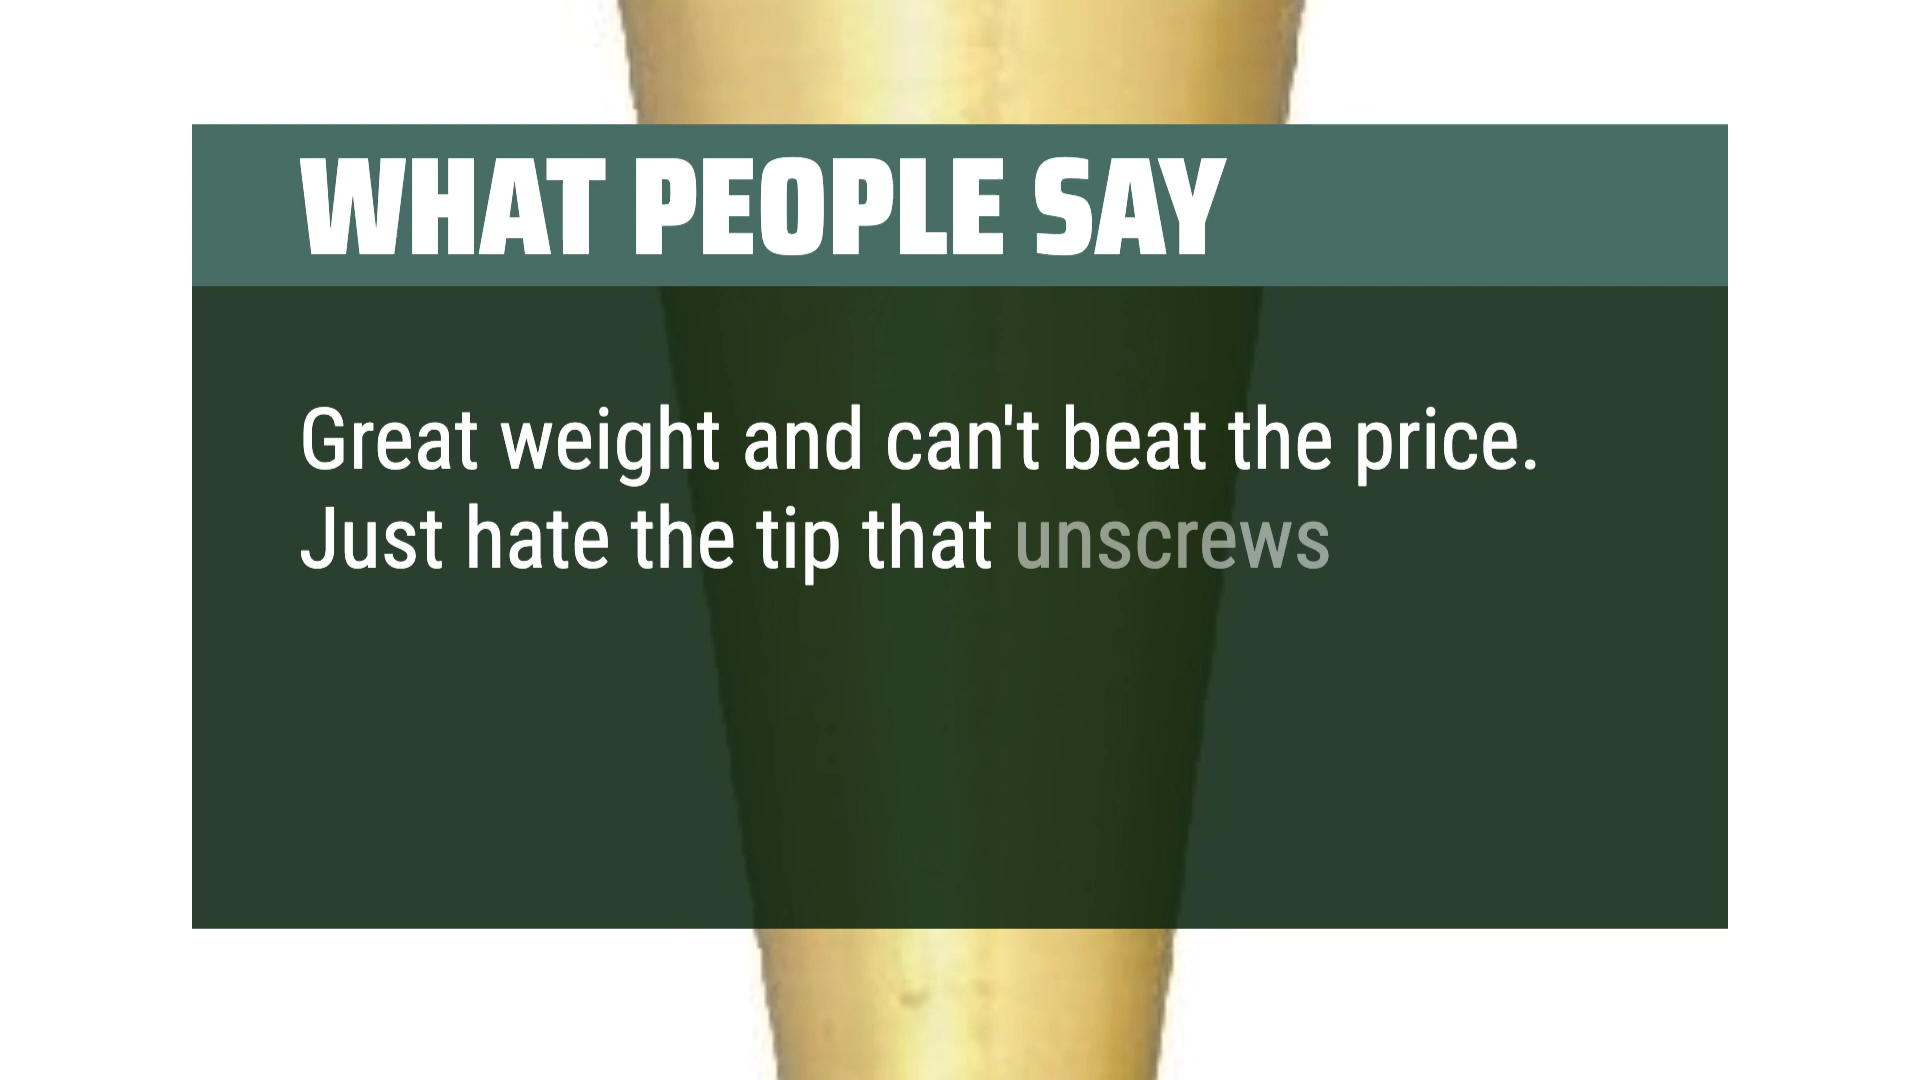 WHAT PEOPLE SAY
Great weight and can't beat the price.
Just hate the tip that unscrews